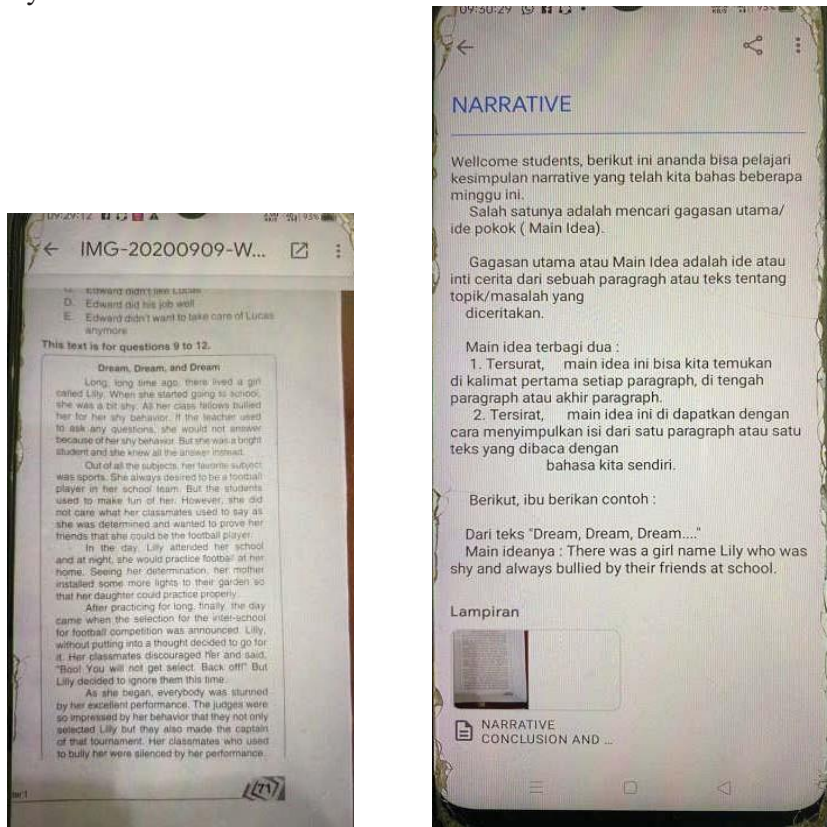 09:29:12
93%
IMG-20200909-W...
Edward didn't like Lucas
D. Edward did his job well
E. Edward didn't want to take care of Lucas
anymore
This text is for questions 9 to 12.
Dream, Dream, and Dream
Long, long time ago, there lived a girl
called Lilly. When she started going to school,
she was a bit shy. All her class fellows bullied
her for her shy behavior. If the teacher used
to ask any questions, she would not answer
because of her shy behavior. But she was a bright
student and she knew all the answer instead.
Out of all the subjects, her favorite subject
was sports. She always desired to be a football
player in her school team. But the students
used to make fun of her. However, she did
not care what her classmates used to say as
she was determined and wanted to prove her
friends that she could be the football player.
In the day, Lilly attended her school
and at night, she would practice football at her
home. Seeing her determination, her mother
installed some more lights to their garden so
that her daughter could practice properly.
After practicing for long, finally, the day
came when the selection for the inter-school
for football competition was announced. Lilly,
without putting into a thought decided to go for
it. Her classmates discouraged her and said,
"Boo! You will not get select. Back off!" But
Lilly decided to ignore them this time.
As she began, everybody was stunned
by her excellent performance. The judges were
so impressed by her behavior that they not only
selected Lilly but they also made the captain
of that tournament. Her classmates who used
to bully her were silenced by her performance.
71
09:30:29
93%
NARRATIVE
Wellcome students, berikut ini ananda bisa pelajari
kesimpulan narrative yang telah kita bahas beberapa
minggu ini.
Salah satunya adalah mencari gagasan utama/
ide pokok ( Main Idea).
Gagasan utama atau Main Idea adalah ide atau
inti cerita dari sebuah paragragh atau teks tentang
topik/masalah yang
diceritakan.
Main idea terbagi dua :
1. Tersurat, main idea ini bisa kita temukan
di kalimat pertama setiap paragraph, di tengah
paragraph atau akhir paragraph.
2. Tersirat, main idea ini di dapatkan dengan
cara menyimpulkan isi dari satu paragraph atau satu
teks yang dibaca dengan
bahasa kita sendiri.
Berikut, ibu berikan contoh :
Dari teks "Dream, Dream, Dream...."
Main ideanya : There was a girl name Lily who was
shy and always bullied by their friends at school.
Lampiran
NARRATIVE
CONCLUSION AND ...